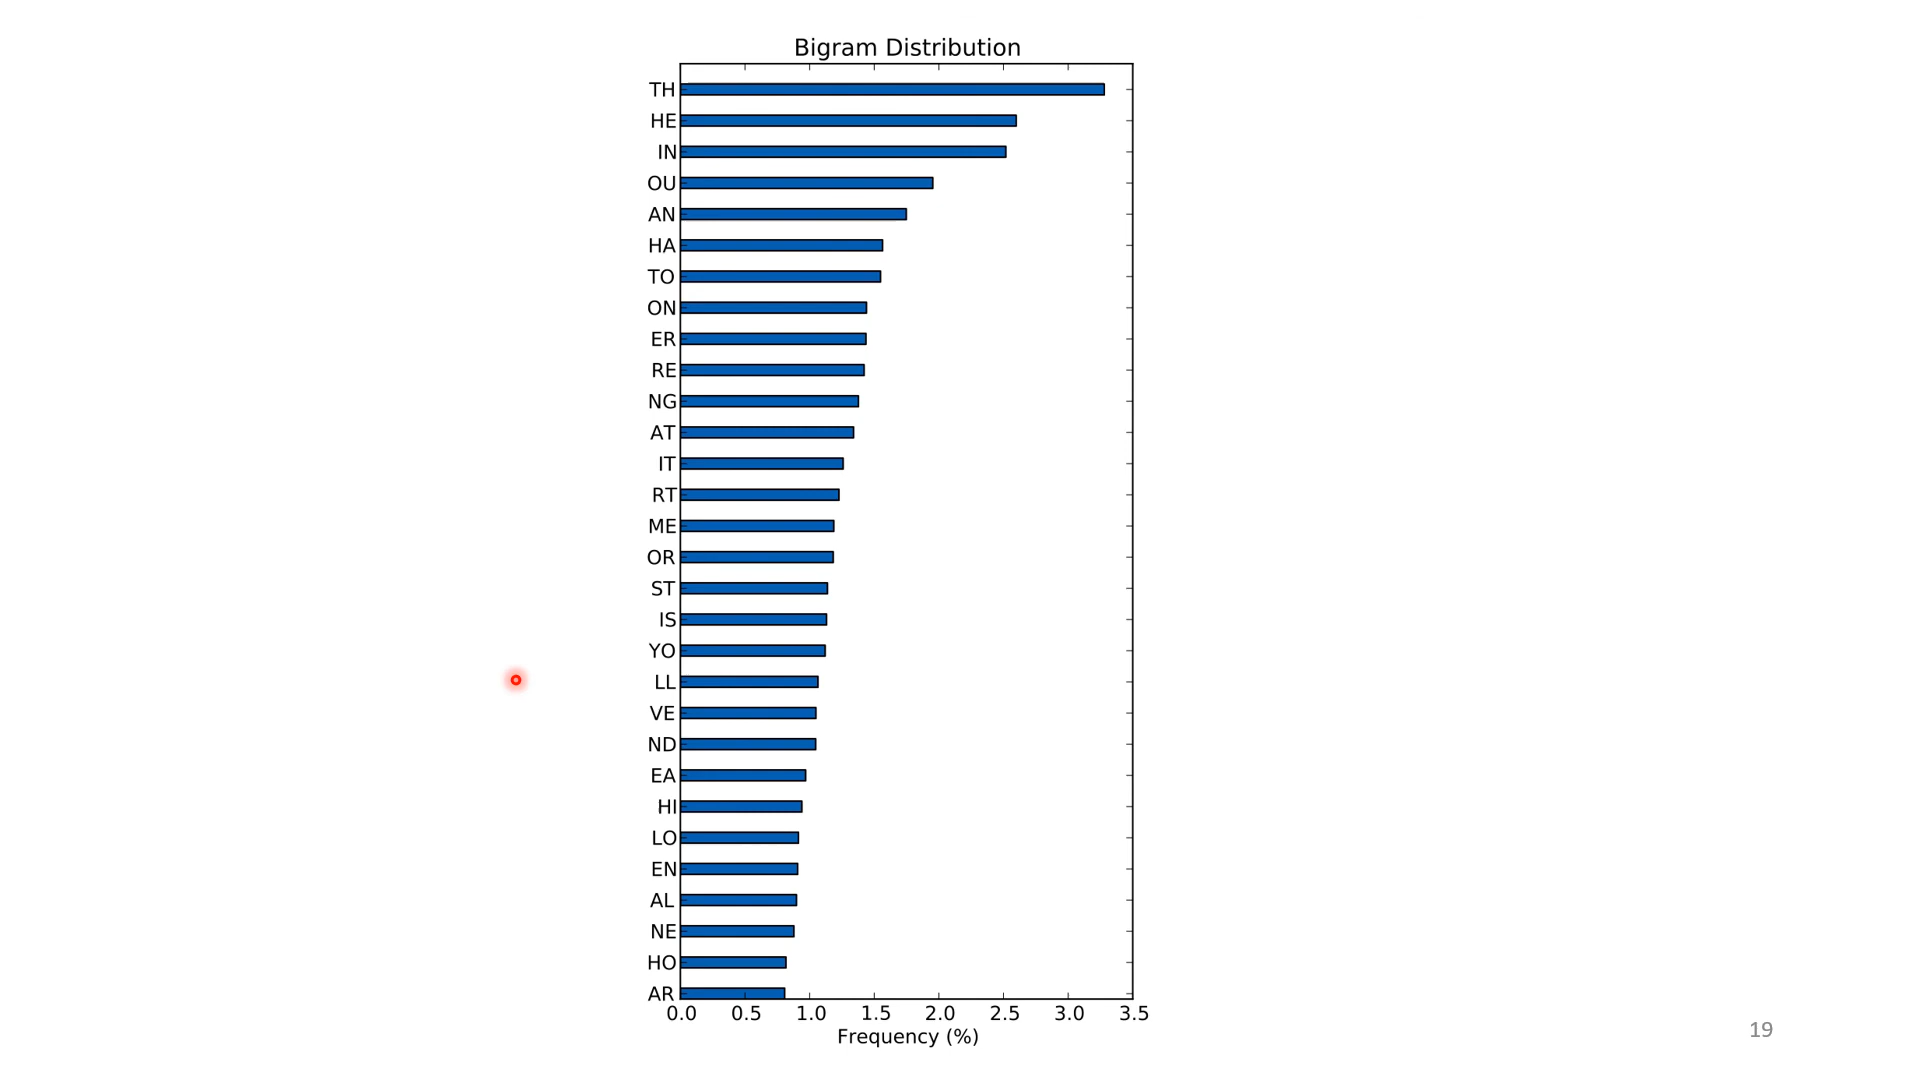 Bigram Distribution
TH
HE
IN
OU
AN
HA
TO
ON
ER
RE
NG
AT
IT
RT
ME
OR
ST
IS
YO
LL
VE
ND
EA
HI
LO
EN
AL
NE
HO
AR
0.0 0.5 1.0 1.5 2.0 2.5 3.0 3.5
Frequency (%)
19